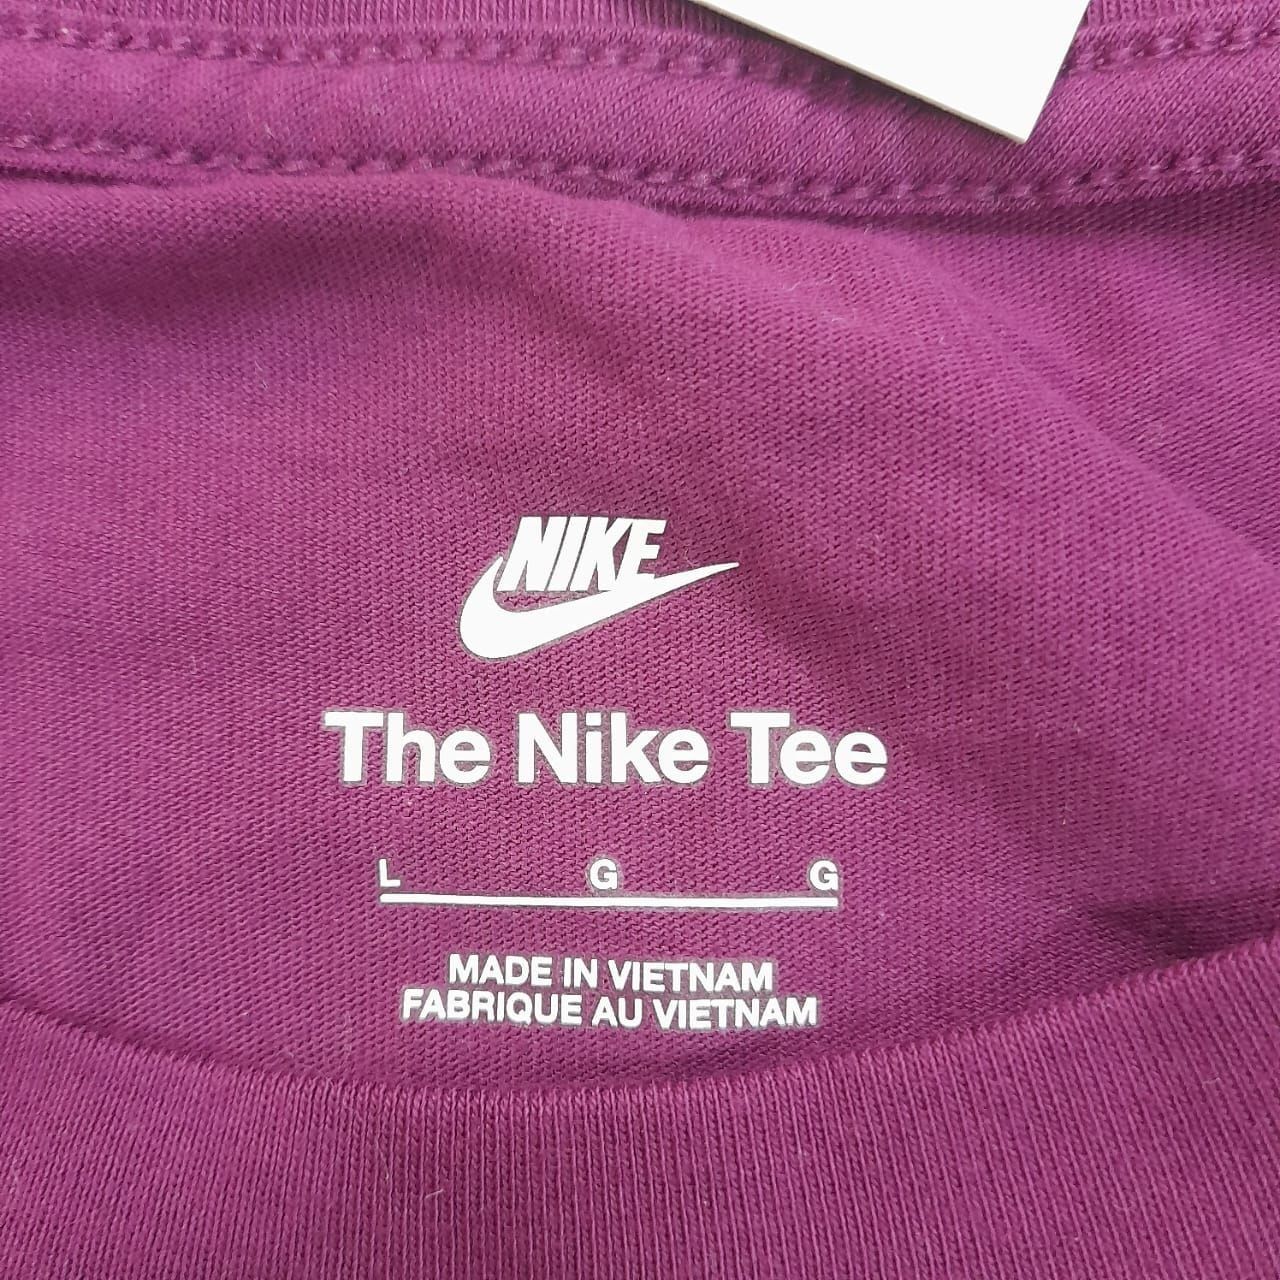 NIKE
The Nike Tee
L G G
MADE IN VIETNAM
FABRIQUE AU VIETNAM